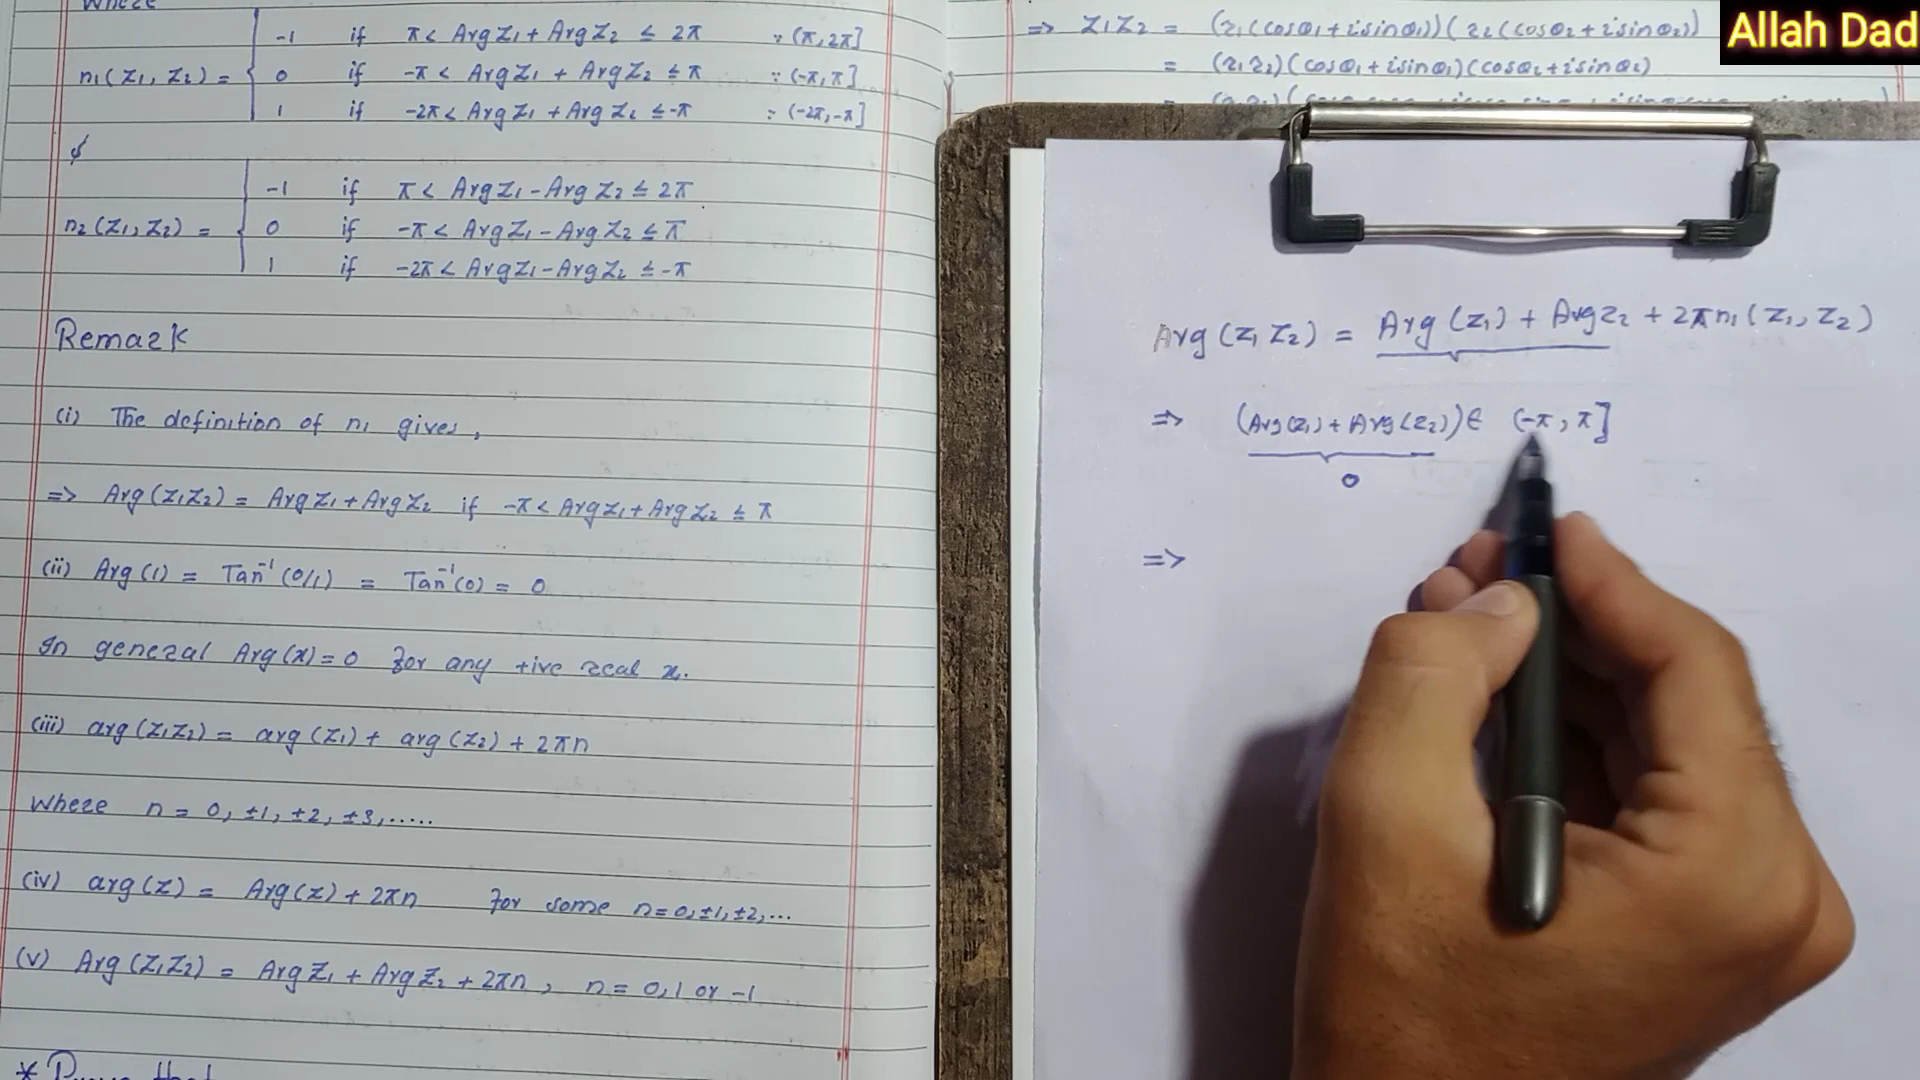 Where
n1(Z1, Z2) = { -1 if π < Arg Z1 + Arg Z2 ≤ 2π ∵ (π, 2π]
0 if -π < Arg Z1 + Arg Z2 ≤ π ∵ (-π, π]
1 if -2π < Arg Z1 + Arg Z2 ≤ -π ∵ (-2π, -π]
&
n2(Z1, Z2) = { -1 if π < Arg Z1 - Arg Z2 ≤ 2π
0 if -π < Arg Z1 - Arg Z2 ≤ π
1 if -2π < Arg Z1 - Arg Z2 ≤ -π
Remark
(i) The definition of n1 gives,
=> Arg(Z1Z2) = Arg Z1 + Arg Z2 if -π < Arg Z1 + Arg Z2 ≤ π
(ii) Arg(1) = Tan⁻¹(0/1) = Tan⁻¹(0) = 0
In general Arg(x) = 0 for any +ive real x.
(iii) arg(Z1Z2) = arg(Z1) + arg(Z2) + 2πn
Where n = 0, ±1, ±2, ±3,.....
(iv) arg(Z) = Arg(Z) + 2πn for some n = 0, ±1, ±2,...
(v) Arg(Z1Z2) = Arg Z1 + Arg Z2 + 2πn, n = 0, 1 or -1
* Prove that
=> Z1Z2 = (r1(cosθ1 + isinθ1))(r2(cosθ2 + isinθ2))
= (r1r2)(cosθ1 + isinθ1)(cosθ2 + isinθ2)
Allah Dad
Arg(Z1Z2) = Arg(Z1) + Arg Z2 + 2πn1(Z1, Z2)
=> (Arg(Z1) + Arg(Z2)) ∈ (-π, π]
0
=>